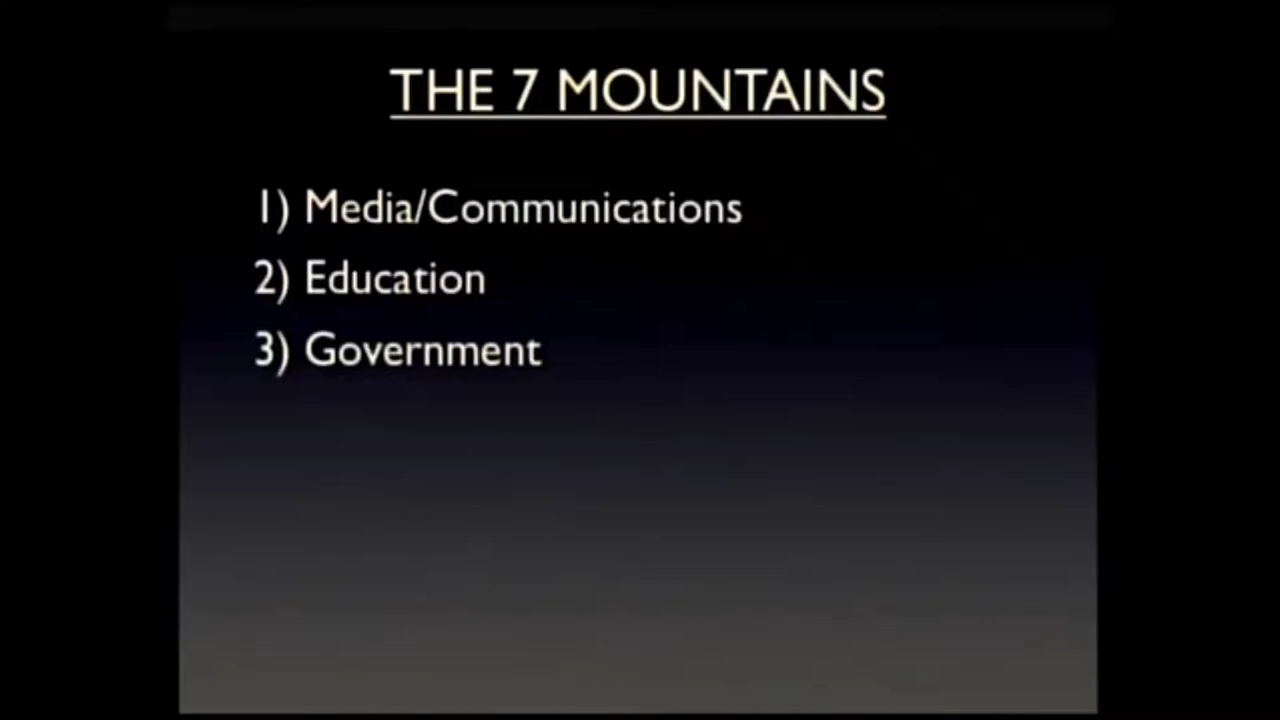 THE 7 MOUNTAINS
1) Media/Communications
2) Education
3) Government